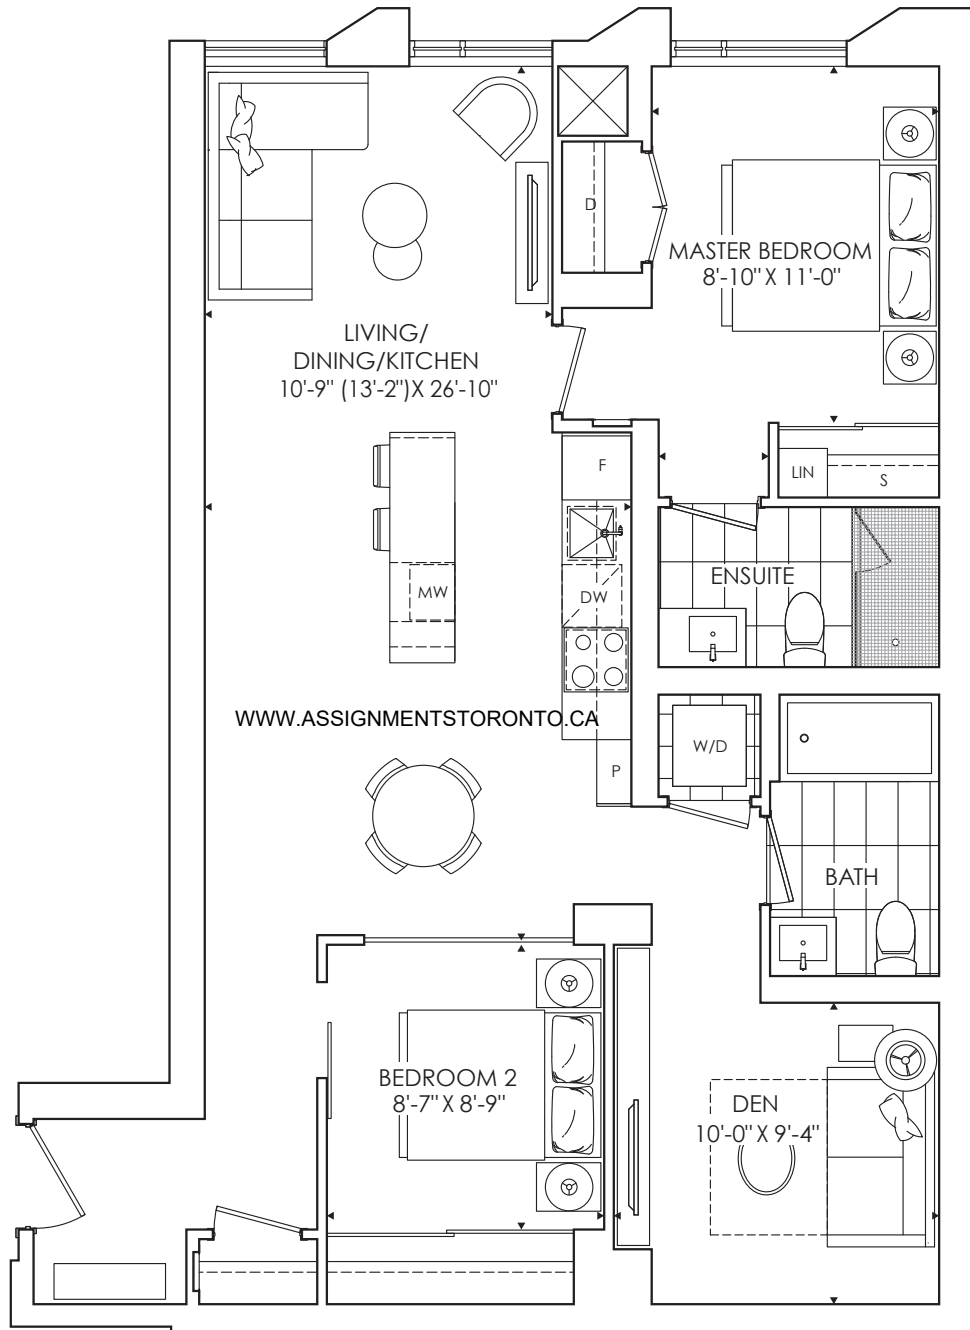 D
MASTER BEDROOM
8'-10" X 11'-0"
LIVING/
DINING/KITCHEN
10'-9" (13'-2") X 26'-10"
F
LIN
S
ENSUITE
MW
DW
WWW.ASSIGNMENTSTORONTO.CA
W/D
P
BATH
BEDROOM 2
8'-7" X 8'-9"
DEN
10'-0" X 9'-4"